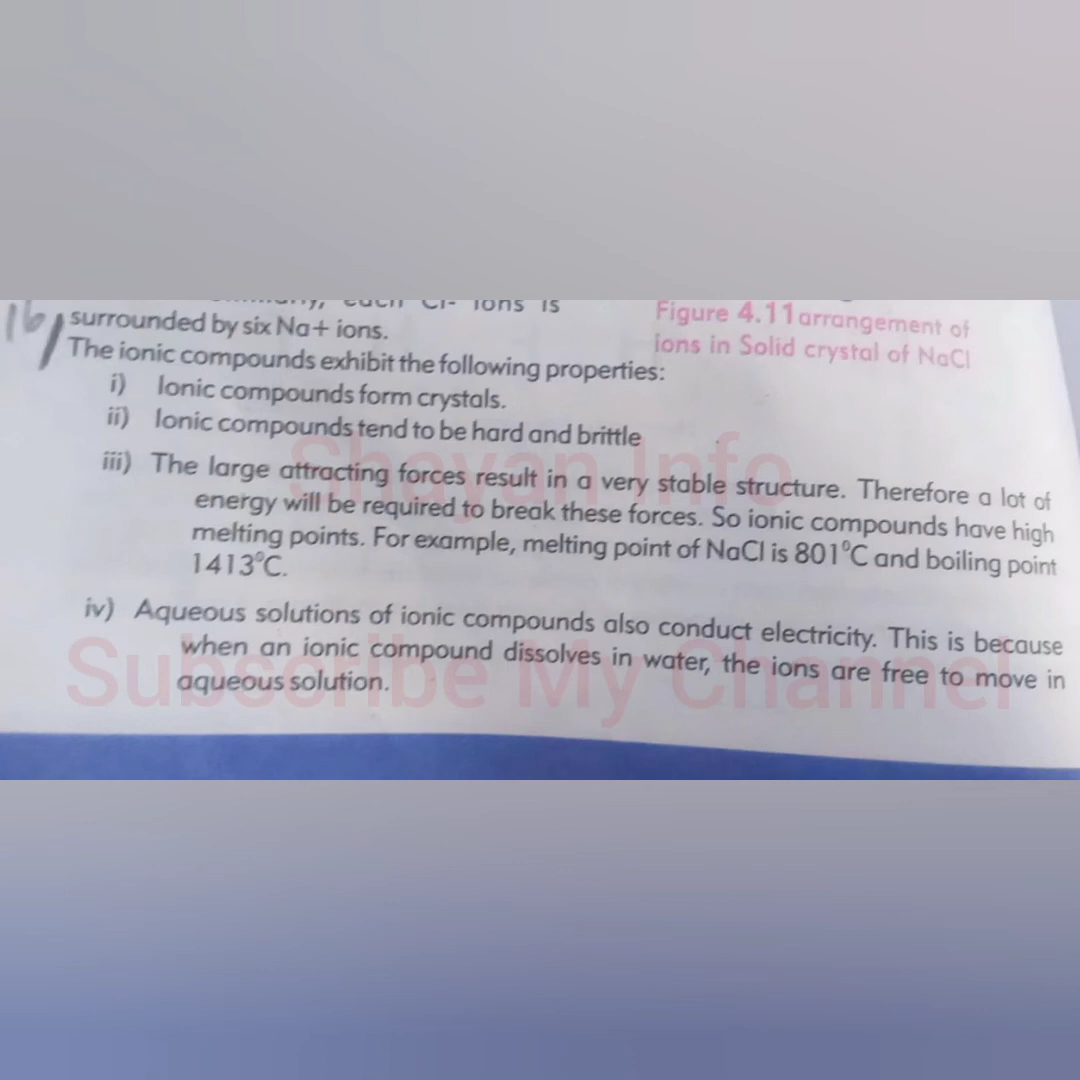 each Cl- ions is
surrounded by six Na+ ions.
Figure 4.11 arrangement of
ions in Solid crystal of NaCl
16
The ionic compounds exhibit the following properties:
i) Ionic compounds form crystals.
ii) Ionic compounds tend to be hard and brittle
iii) The large attracting forces result in a very stable structure. Therefore a lot of
energy will be required to break these forces. So ionic compounds have high
melting points. For example, melting point of NaCl is 801°C and boiling point
1413°C.
iv) Aqueous solutions of ionic compounds also conduct electricity. This is because
when an ionic compound dissolves in water, the ions are free to move in
aqueous solution.
Shayan Info
Subscribe My Channel